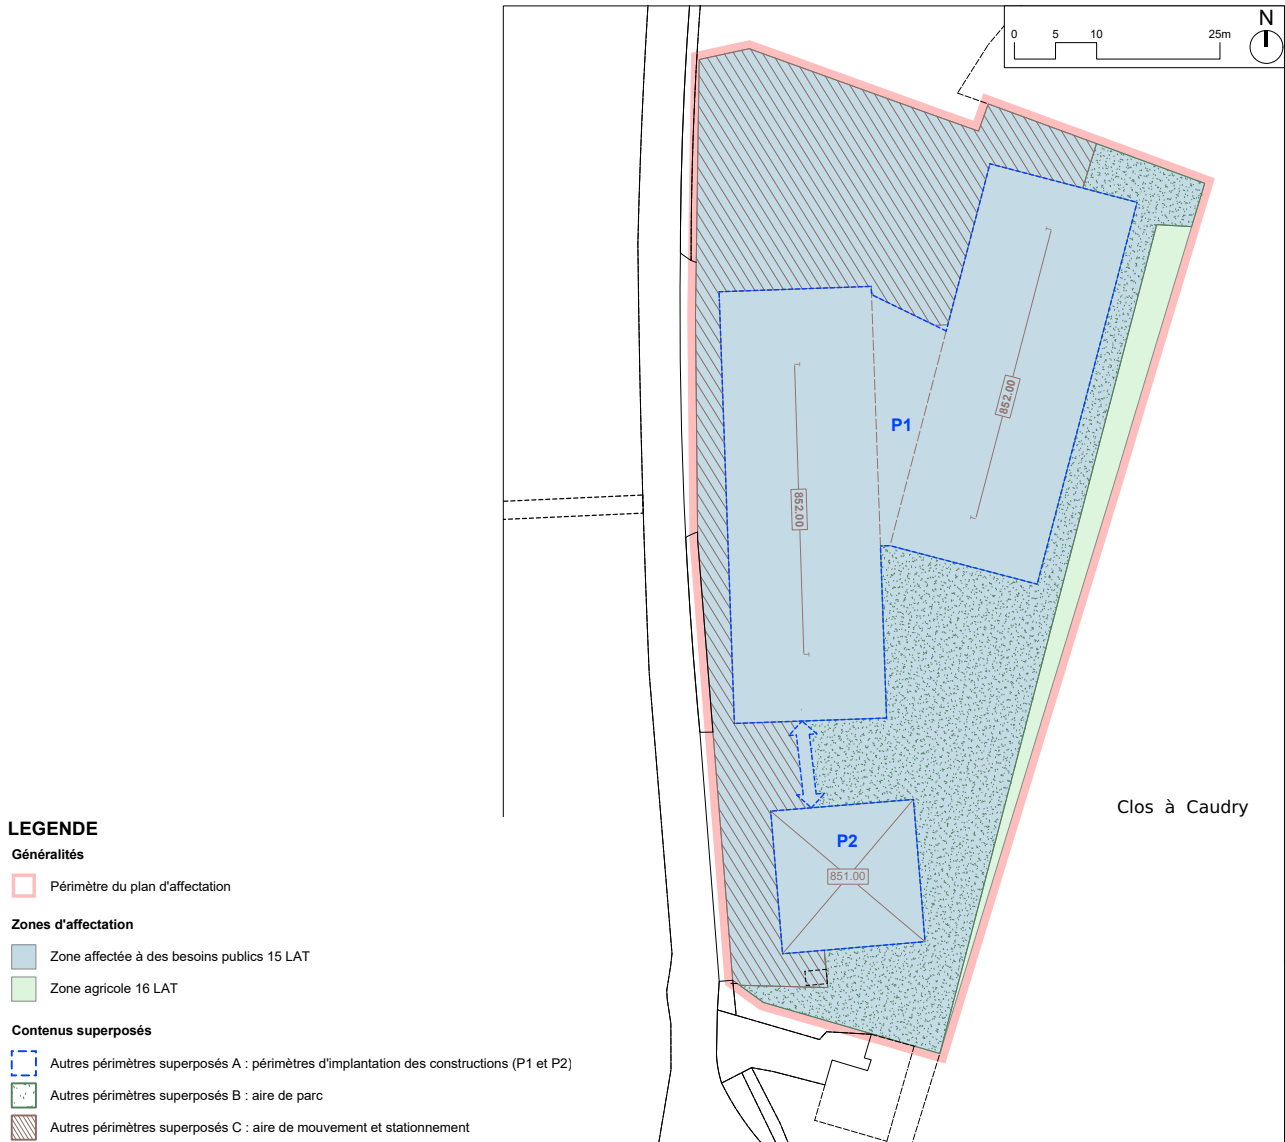 N
0 5 10 25m
852.00
P1
852.00
Clos à Caudry
P2
851.00
LEGENDE
Généralités
Périmètre du plan d'affectation
Zones d'affectation
Zone affectée à des besoins publics 15 LAT
Zone agricole 16 LAT
Contenus superposés
Autres périmètres superposés A : périmètres d'implantation des constructions (P1 et P2)
Autres périmètres superposés B : aire de parc
Autres périmètres superposés C : aire de mouvement et stationnement